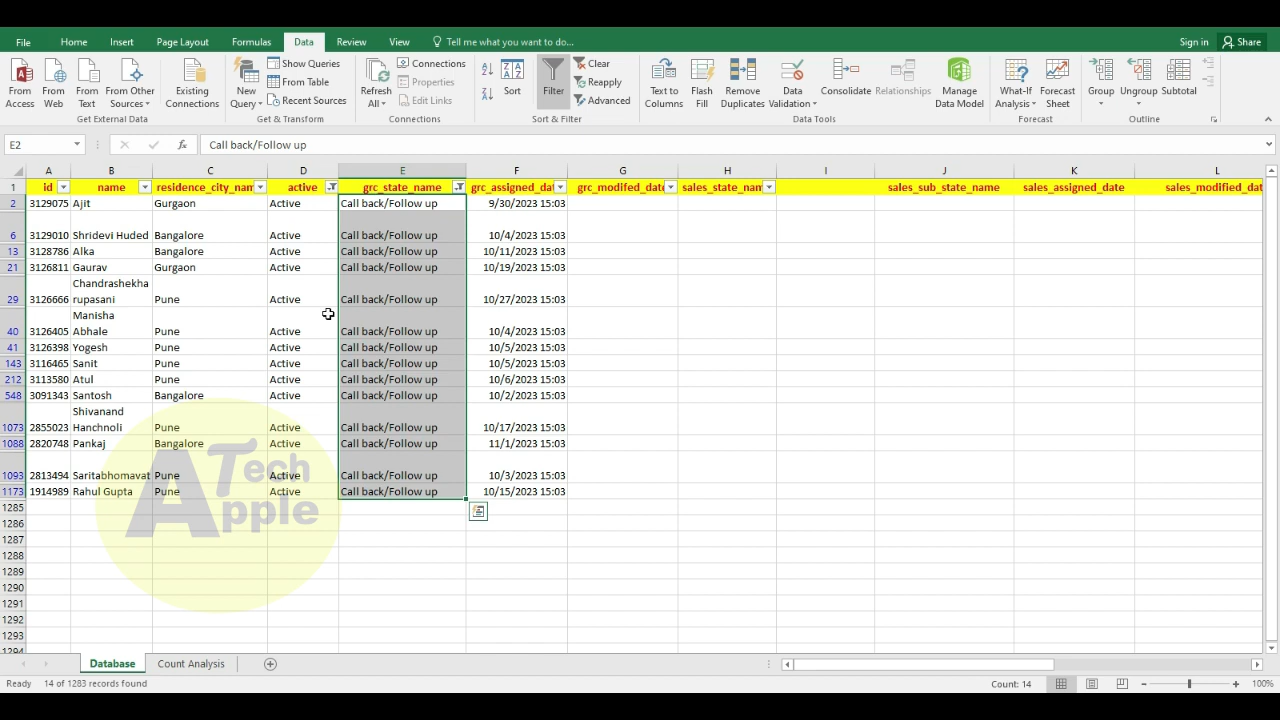 File Home Insert Page Layout Formulas Data Review View Tell me what you want to do... Sign in Share
From Access From Web From Text From Other Sources Existing Connections New Query Show Queries From Table Recent Sources Refresh All Connections Properties Edit Links Sort Filter Clear Reapply Advanced Text to Columns Flash Fill Remove Duplicates Data Validation Consolidate Relationships Manage Data Model What-If Analysis Forecast Sheet Group Ungroup Subtotal
Get External Data Get & Transform Connections Sort & Filter Data Tools Forecast Outline
E2 fx Call back/Follow up
A B C D E F G H I J K L
1 id name residence_city_nam active grc_state_name grc_assigned_da grc_modifed_date sales_state_nam sales_sub_state_name sales_assigned_date sales_modified_dat
2 3129075 Ajit Gurgaon Active Call back/Follow up 9/30/2023 15:03
6 3129010 Shridevi Huded Bangalore Active Call back/Follow up 10/4/2023 15:03
13 3128786 Alka Bangalore Active Call back/Follow up 10/11/2023 15:03
21 3126811 Gaurav Gurgaon Active Call back/Follow up 10/19/2023 15:03
Chandrashekha
29 3126666 rupasani Pune Active Call back/Follow up 10/27/2023 15:03
Manisha
40 3126405 Abhale Pune Active Call back/Follow up 10/4/2023 15:03
41 3126398 Yogesh Pune Active Call back/Follow up 10/5/2023 15:03
143 3116465 Sanit Pune Active Call back/Follow up 10/5/2023 15:03
212 3113580 Atul Pune Active Call back/Follow up 10/6/2023 15:03
548 3091343 Santosh Bangalore Active Call back/Follow up 10/2/2023 15:03
Shivanand
1073 2855023 Hanchnoli Pune Active Call back/Follow up 10/17/2023 15:03
1088 2820748 Pankaj Bangalore Active Call back/Follow up 11/1/2023 15:03
1093 2813494 Saritabhomavat Pune Active Call back/Follow up 10/3/2023 15:03
1173 1914989 Rahul Gupta Pune Active Call back/Follow up 10/15/2023 15:03
1285
1286
1287
1288
1289
1290
1291
1292
1293
1294
A Tech
Apple
Database Count Analysis
Ready 14 of 1283 records found Count: 14 100%